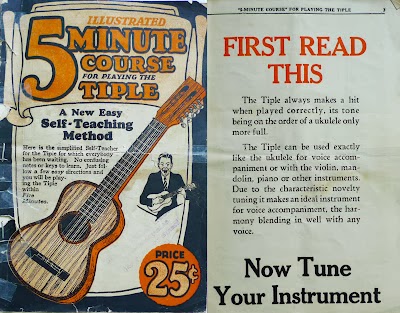 ILLUSTRATED
5 MINUTE
COURSE
FOR PLAYING THE
TIPLE
A New Easy
Self-Teaching
Method
Here is the simplified Self-Teacher
for the Tiple for which everybody
has been waiting. No confusing
notes or keys to learn. Just fol-
low a few easy directions and
you will be play-
ing the Tiple
within
Five
Minutes.
PRICE
25¢
"5-MINUTE COURSE" FOR PLAYING THE TIPLE 3
FIRST READ
THIS
The Tiple always makes a hit
when played correctly, its tone
being on the order of a ukulele only
more full.
The Tiple can be used exactly
like the ukulele for voice accom-
paniment or with the violin, man-
dolin, piano or other instruments.
Due to the characteristic novelty
tuning it makes an ideal instrument
for voice accompaniment, the har-
mony blending in well with any
voice.
Now Tune
Your Instrument